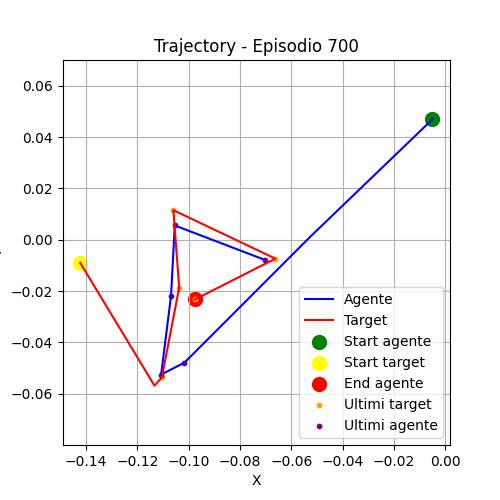 Trajectory - Episodio 700
0.06
0.04
0.02
0.00
−0.02
−0.04
−0.06
Agente
Target
Start agente
Start target
End agente
Ultimi target
Ultimi agente
−0.14 −0.12 −0.10 −0.08 −0.06 −0.04 −0.02 0.00
X